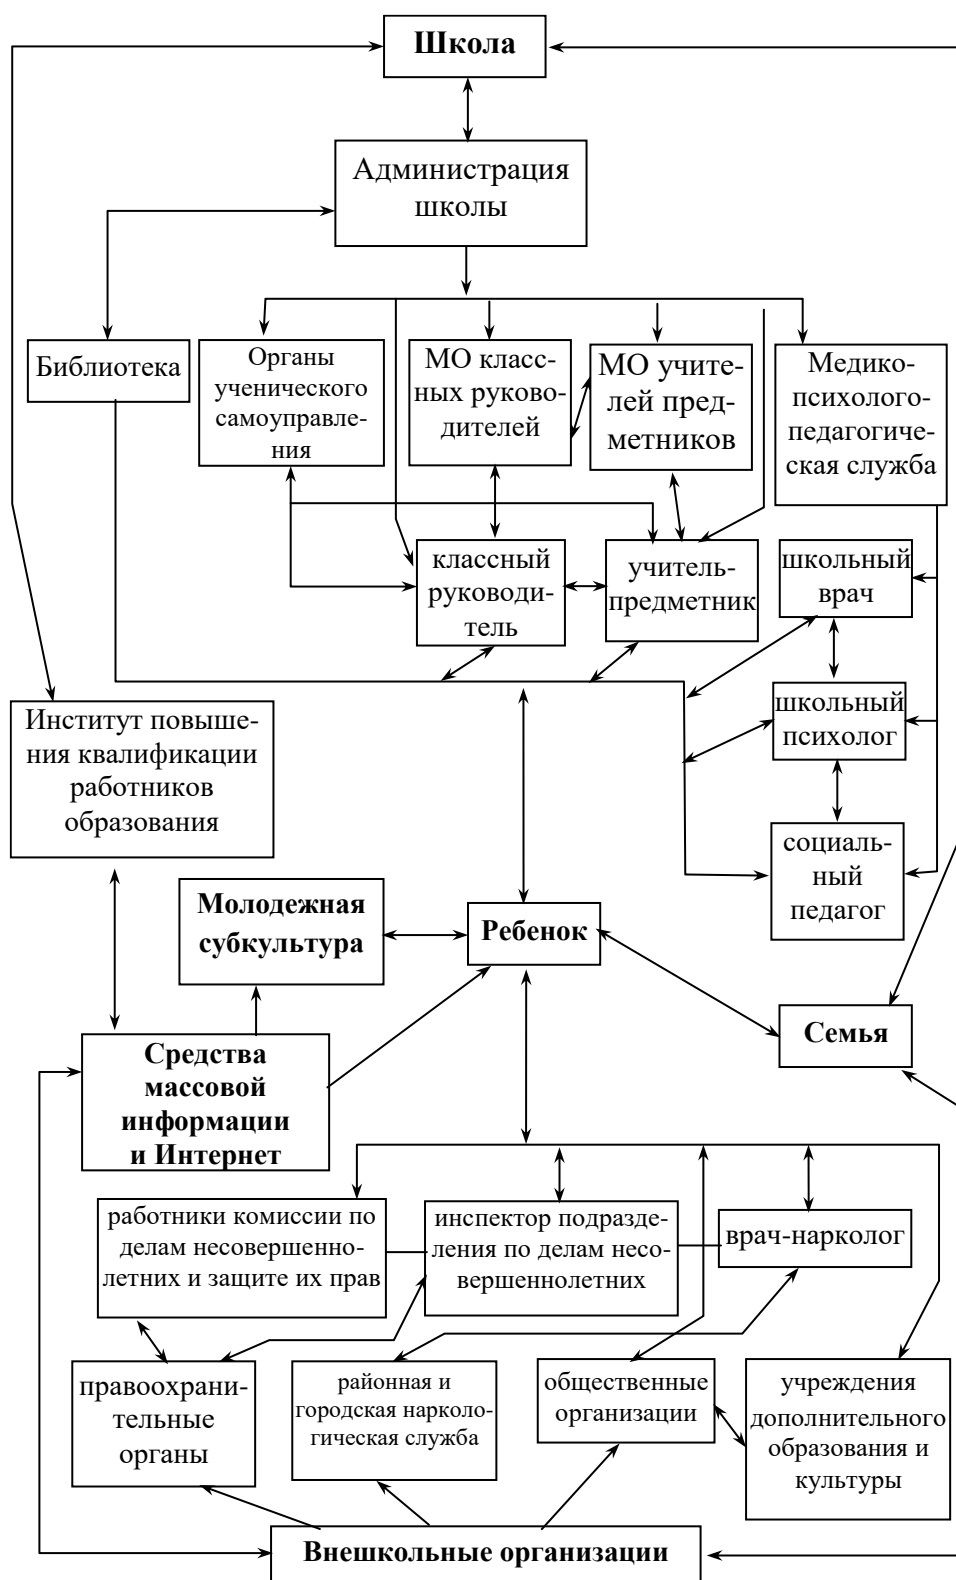 Школа
Администрация
школы
Библиотека
Органы
ученического
самоуправле-
ния
МО класс-
ных руково-
дителей
МО учите-
лей пред-
метников
Медико-
психолого-
педагогиче-
ская служба
классный
руководи-
тель
учитель-
предметник
школьный
врач
школьный
психолог
социаль-
ный
педагог
Институт повыше-
ния квалификации
работников
образования
Молодежная
субкультура
Ребенок
Семья
Средства
массовой
информации
и Интернет
работники комиссии по
делам несовершенно-
летних и защите их прав
инспектор подразде-
ления по делам несо-
вершеннолетних
врач-нарколог
правоохрани-
тельные
органы
районная и
городская нарколо-
гическая служба
общественные
организации
учреждения
дополнительного
образования и
культуры
Внешкольные организации